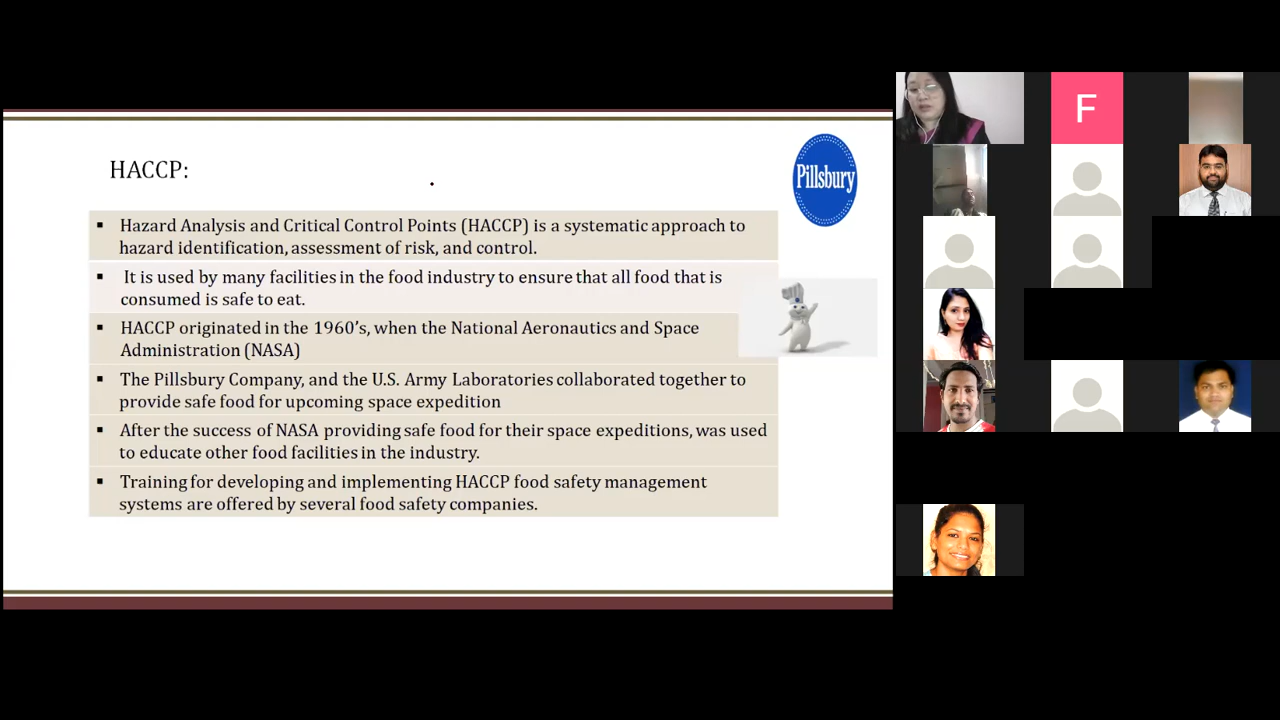 HACCP:
Pillsbury
F
▪ Hazard Analysis and Critical Control Points (HACCP) is a systematic approach to
hazard identification, assessment of risk, and control.
▪ It is used by many facilities in the food industry to ensure that all food that is
consumed is safe to eat.
▪ HACCP originated in the 1960’s, when the National Aeronautics and Space
Administration (NASA)
▪ The Pillsbury Company, and the U.S. Army Laboratories collaborated together to
provide safe food for upcoming space expedition
▪ After the success of NASA providing safe food for their space expeditions, was used
to educate other food facilities in the industry.
▪ Training for developing and implementing HACCP food safety management
systems are offered by several food safety companies.